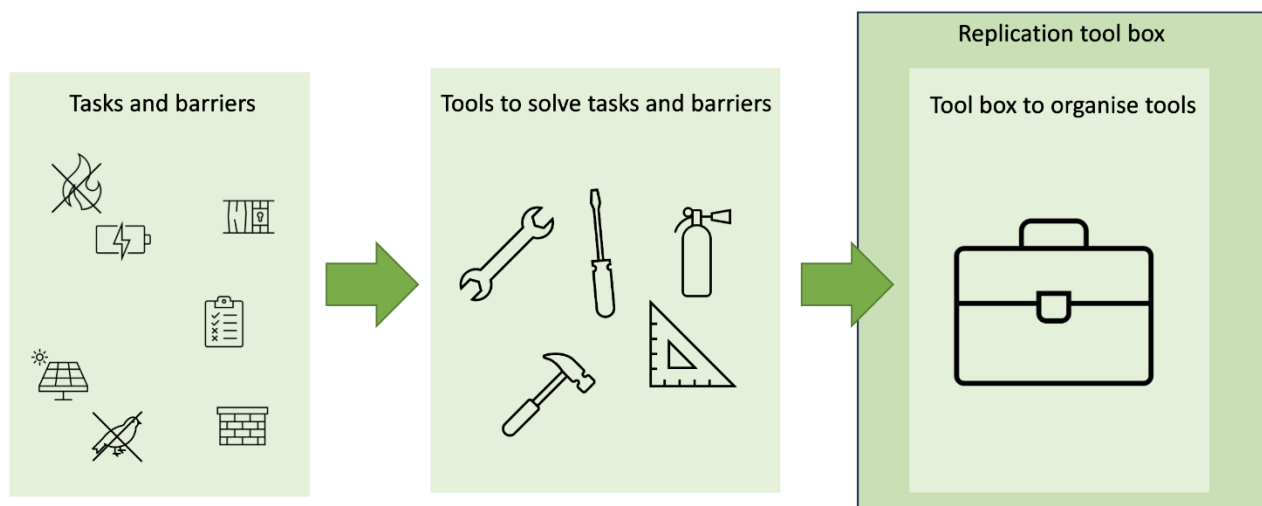 Replication tool box
Tasks and barriers
Tools to solve tasks and barriers
Tool box to organise tools